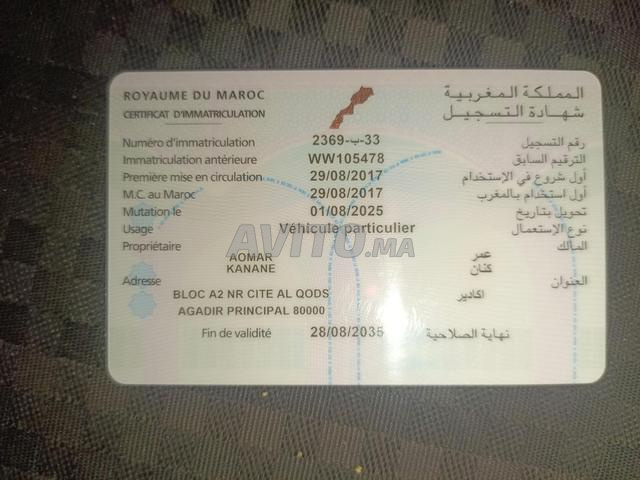 ROYAUME DU MAROC المملكة المغربية
CERTIFICAT D'IMMATRICULATION شهادة التسجيل
Numéro d'immatriculation 2369-ب-33 رقم التسجيل
Immatriculation antérieure WW105478 الترقيم السابق
Première mise en circulation 29/08/2017 أول شروع في الإستخدام
M.C. au Maroc 29/08/2017 أول استخدام بالمغرب
Mutation le 01/08/2025 تحويل بتاريخ
Usage Véhicule particulier نوع الإستعمال
Propriétaire المالك
AOMAR عمر
KANANE كنان
Adresse العنوان
BLOC A2 NR CITE AL QODS اكادير
AGADIR PRINCIPAL 80000
Fin de validité 28/08/2035 نهاية الصلاحية
AVITO.MA